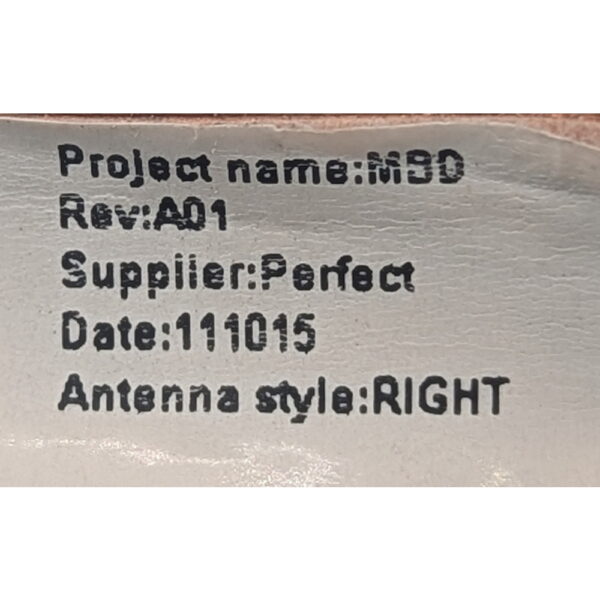 Project name:MBD
Rev:A01
Supplier:Perfect
Date:111015
Antenna style:RIGHT